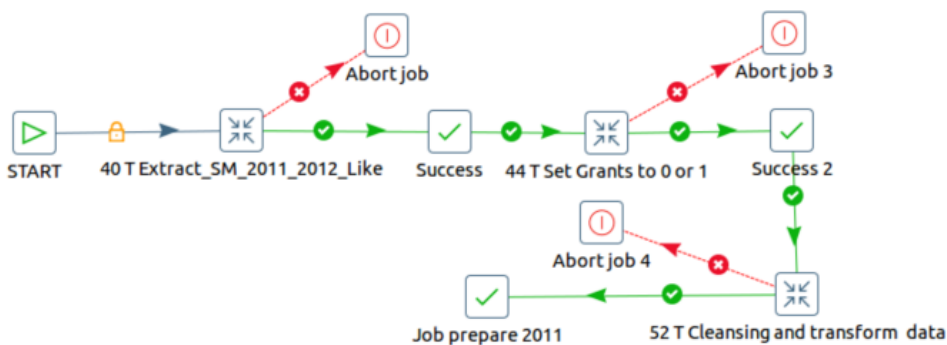 Abort job
Abort job 3
START
40 T Extract_SM_2011_2012_Like
Success
44 T Set Grants to 0 or 1
Success 2
Abort job 4
Job prepare 2011
52 T Cleansing and transform data